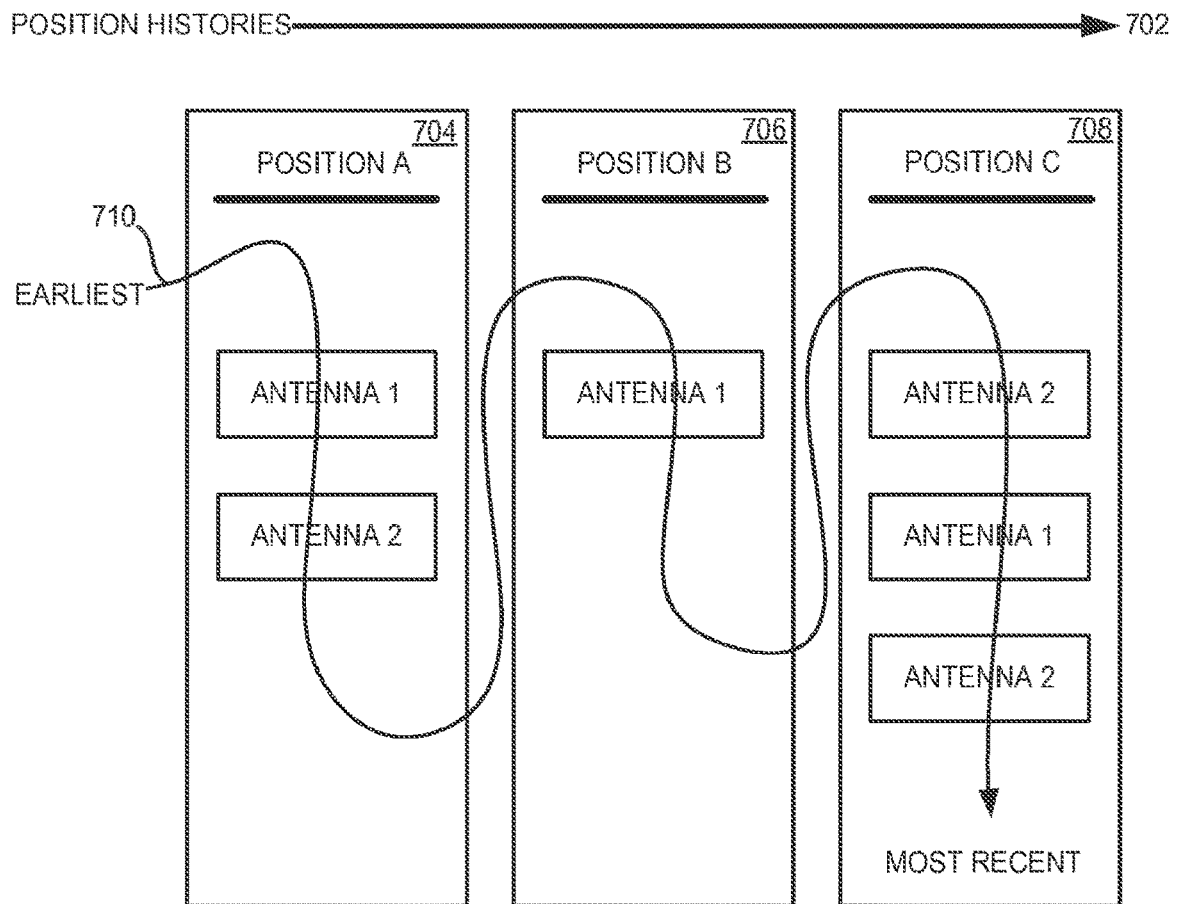 POSITION HISTORIES 702
704
POSITION A
706
POSITION B
708
POSITION C
710
EARLIEST
ANTENNA 1
ANTENNA 2
ANTENNA 1
ANTENNA 2
ANTENNA 1
ANTENNA 2
MOST RECENT